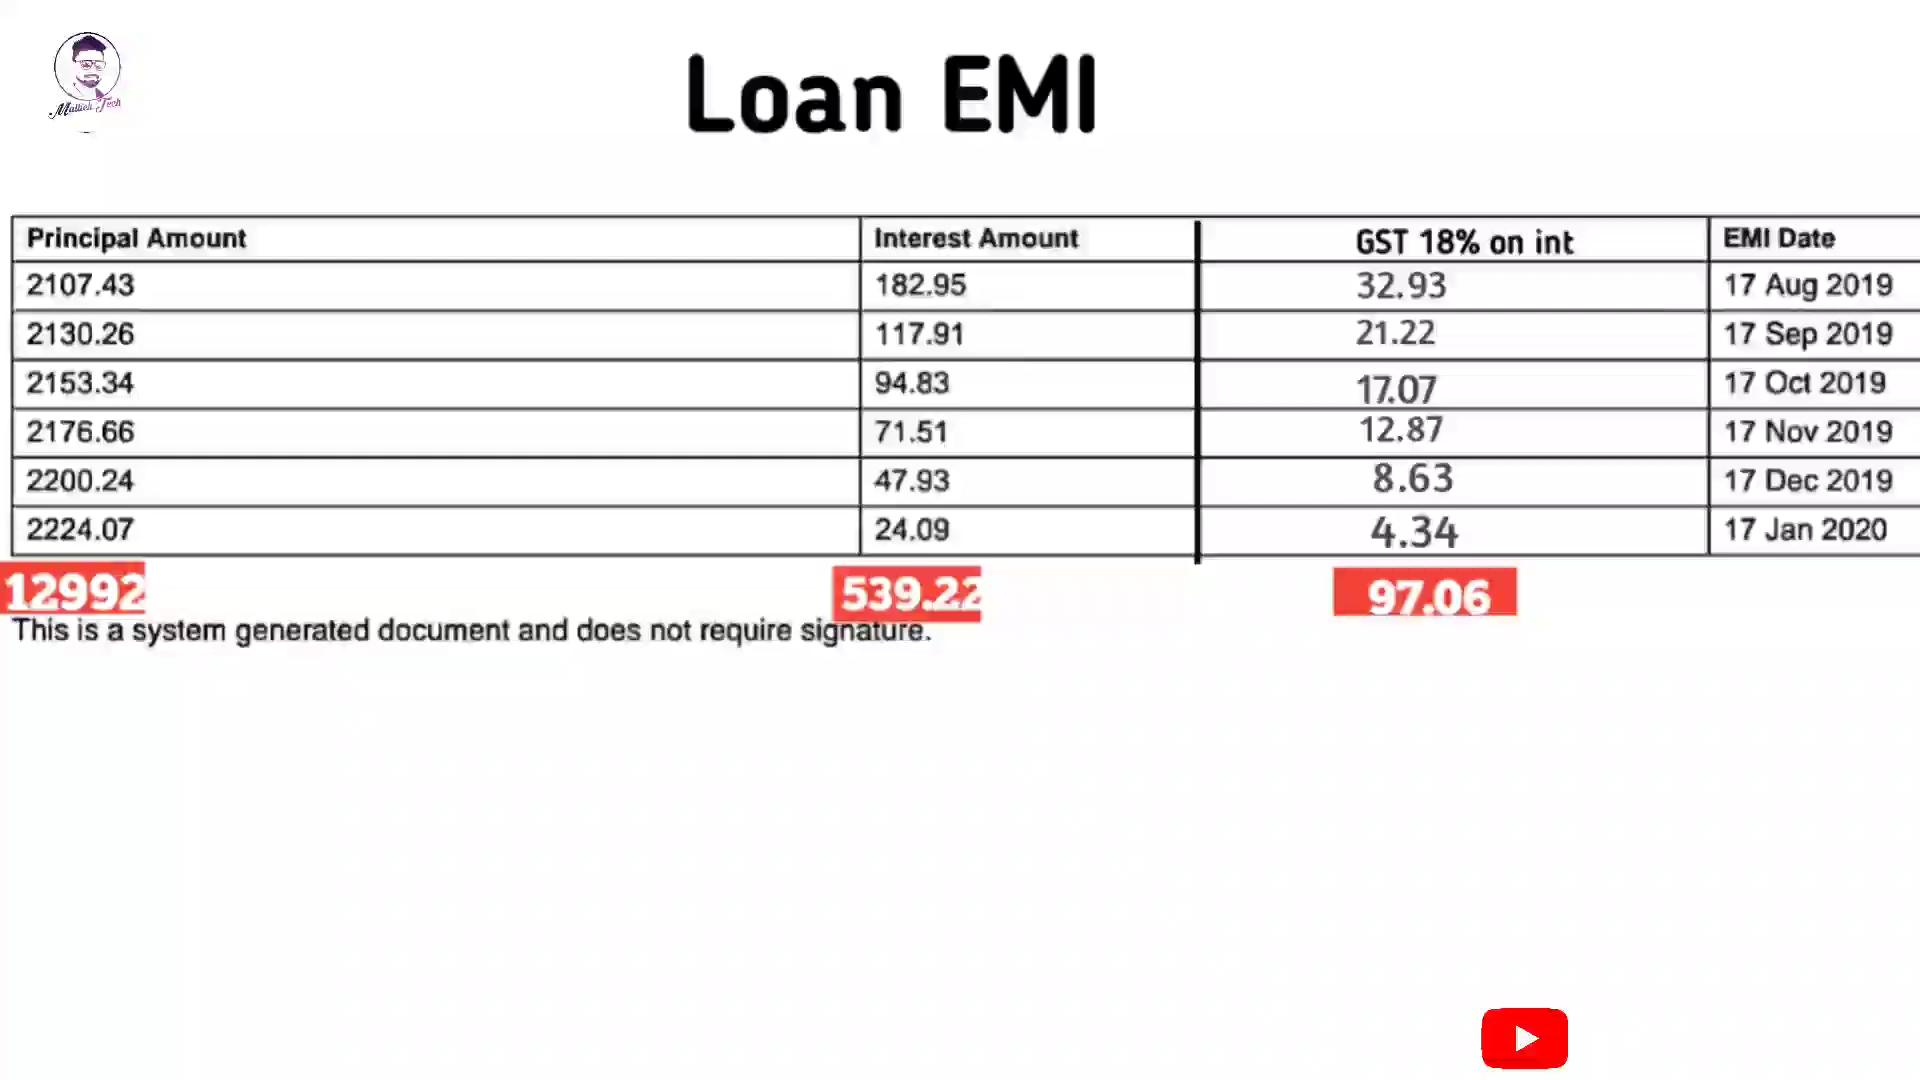 Mallick Tech
Loan EMI
Principal Amount Interest Amount GST 18% on int EMI Date
2107.43 182.95 32.93 17 Aug 2019
2130.26 117.91 21.22 17 Sep 2019
2153.34 94.83 17.07 17 Oct 2019
2176.66 71.51 12.87 17 Nov 2019
2200.24 47.93 8.63 17 Dec 2019
2224.07 24.09 4.34 17 Jan 2020
12992 539.22 97.06
This is a system generated document and does not require signature.